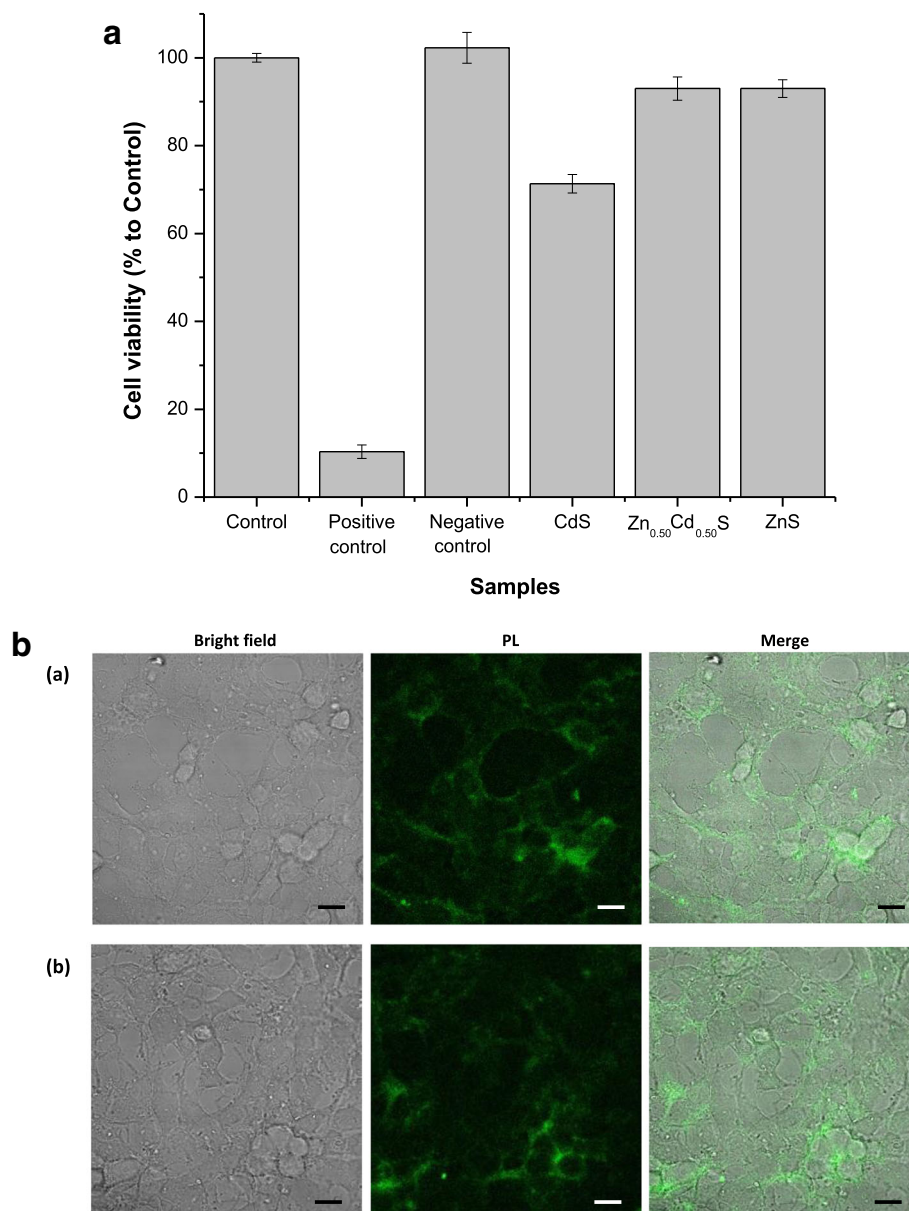 a
Cell viability (% to Control)
100
80
60
40
20
0
Control
Positive
control
Negative
control
CdS
Zn₀.₅₀Cd₀.₅₀S
ZnS
Samples
b
Bright field
PL
Merge
(a)
(b)